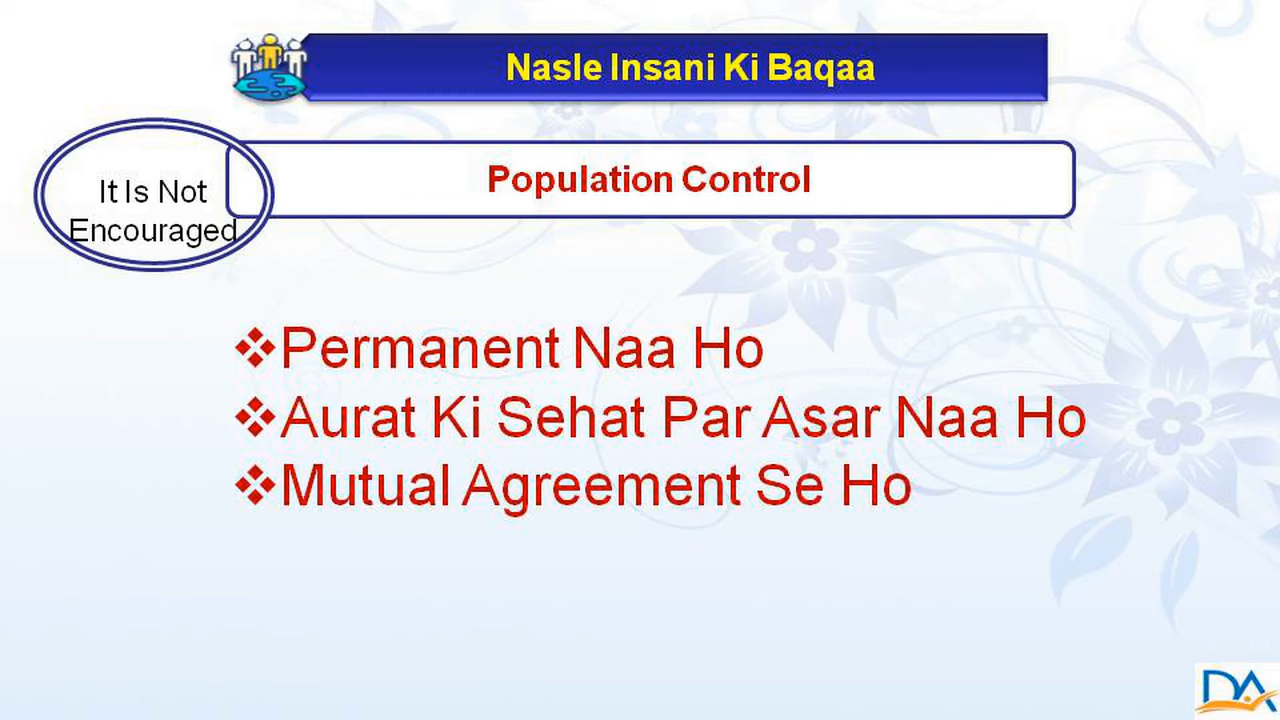 Nasle Insani Ki Baqaa
Population Control
It Is Not
Encouraged
❖Permanent Naa Ho
❖Aurat Ki Sehat Par Asar Naa Ho
❖Mutual Agreement Se Ho
DA